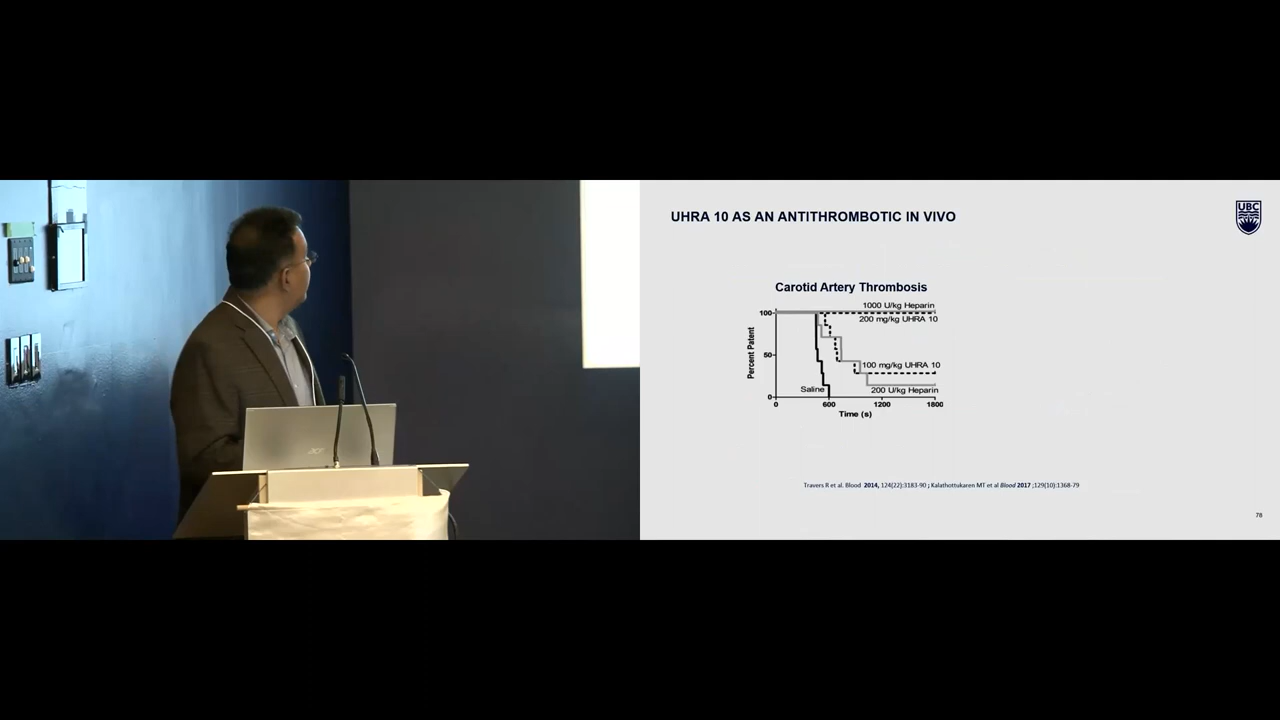 UHRA 10 AS AN ANTITHROMBOTIC IN VIVO
UBC
Carotid Artery Thrombosis
1000 U/kg Heparin
200 mg/kg UHRA 10
100
Percent Patent
50
100 mg/kg UHRA 10
Saline
200 U/kg Heparin
0
0 600 1200 1800
Time (s)
Travers R et al. Blood 2014, 124(22):3183-90 ; Kalathottukaren MT et al Blood 2017 ;129(10):1368-79
78
acer